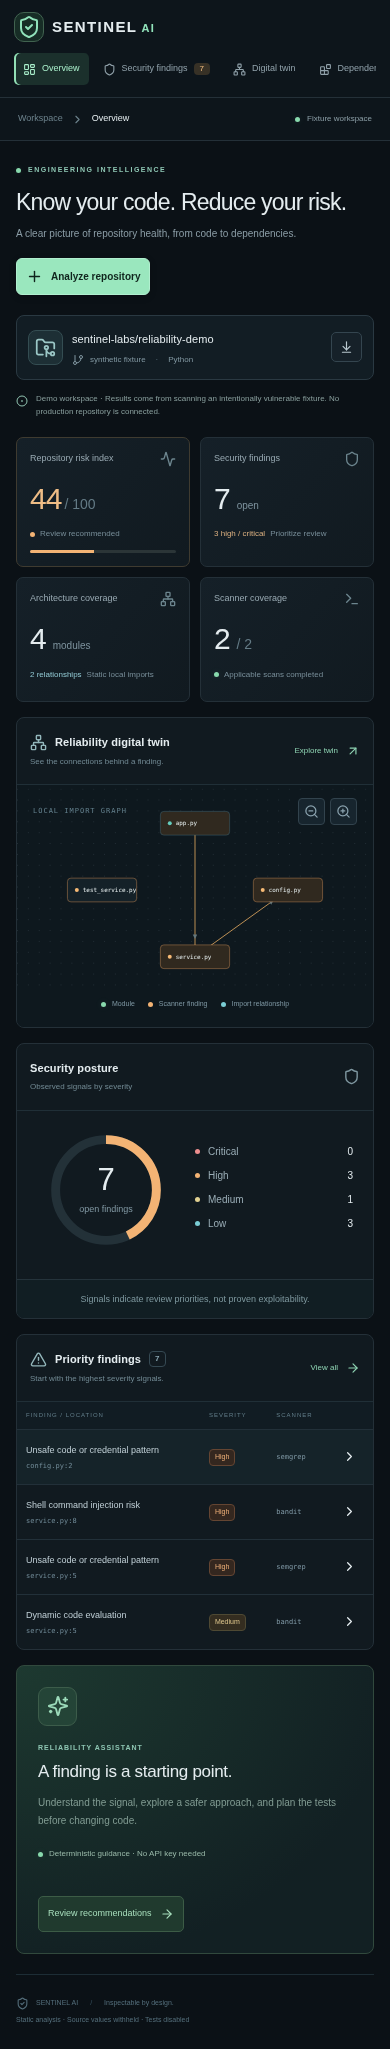 SENTINEL AI
Overview
Security findings 7
Digital twin
Depender
Workspace > Overview
Fixture workspace
ENGINEERING INTELLIGENCE
Know your code. Reduce your risk.
A clear picture of repository health, from code to dependencies.
+ Analyze repository
sentinel-labs/reliability-demo
synthetic fixture · Python
Demo workspace · Results come from scanning an intentionally vulnerable fixture. No
production repository is connected.
Repository risk index
44 / 100
Review recommended
Security findings
7 open
3 high / critical Prioritize review
Architecture coverage
4 modules
2 relationships Static local imports
Scanner coverage
2 / 2
Applicable scans completed
Reliability digital twin
See the connections behind a finding.
Explore twin
LOCAL IMPORT GRAPH
app.py
test_service.py
config.py
service.py
Module
Scanner finding
Import relationship
Security posture
Observed signals by severity
7
open findings
Critical 0
High 3
Medium 1
Low 3
Signals indicate review priorities, not proven exploitability.
Priority findings 7
Start with the highest severity signals.
View all
FINDING / LOCATION SEVERITY SCANNER
Unsafe code or credential pattern
config.py:2
High
semgrep
Shell command injection risk
service.py:8
High
bandit
Unsafe code or credential pattern
service.py:5
High
semgrep
Dynamic code evaluation
service.py:5
Medium
bandit
RELIABILITY ASSISTANT
A finding is a starting point.
Understand the signal, explore a safer approach, and plan the tests
before changing code.
Deterministic guidance · No API key needed
Review recommendations
SENTINEL AI / Inspectable by design.
Static analysis · Source values withheld · Tests disabled